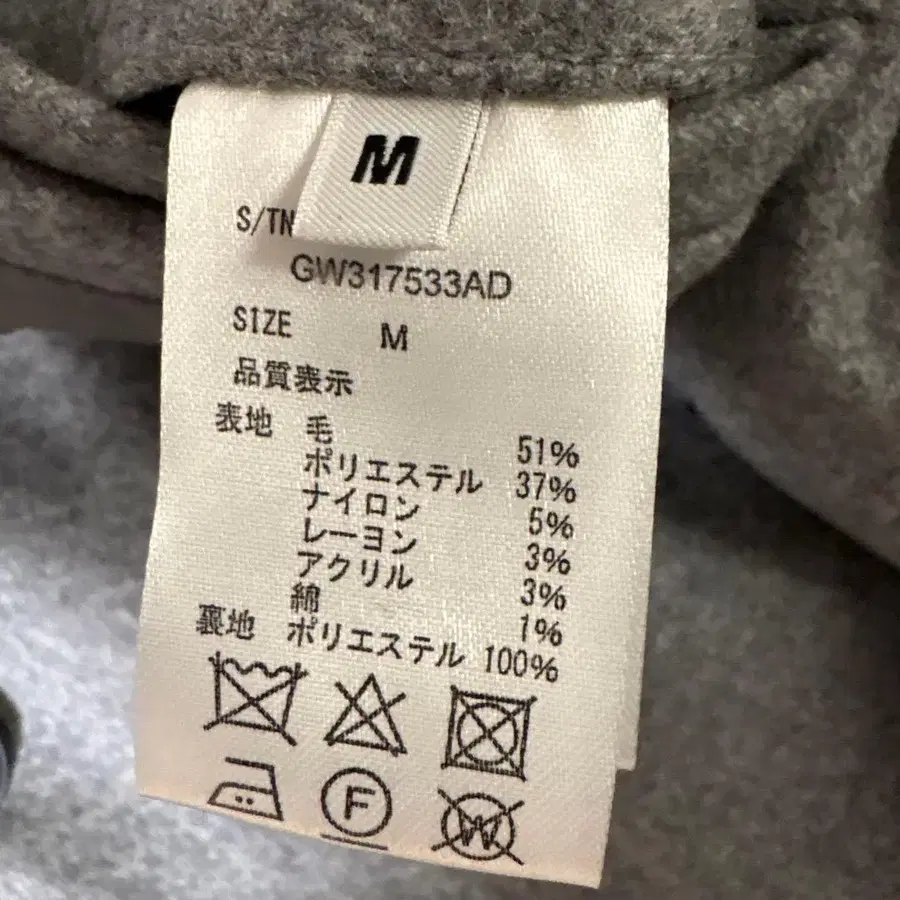 M
S/TN
GW317533AD
SIZE M
品質表示
表地 毛 51%
ポリエステル 37%
ナイロン 5%
レーヨン 3%
アクリル 3%
綿 1%
裏地 ポリエステル 100%
F W